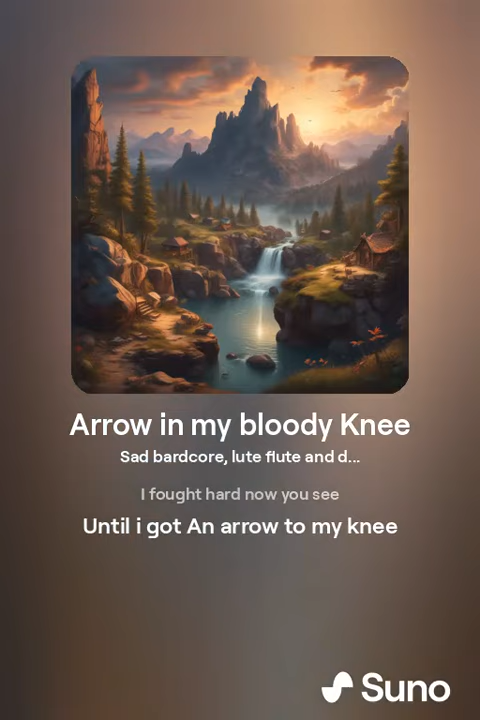 Arrow in my bloody Knee
Sad bardcore, lute flute and d...
I fought hard now you see
Until i got An arrow to my knee
Suno